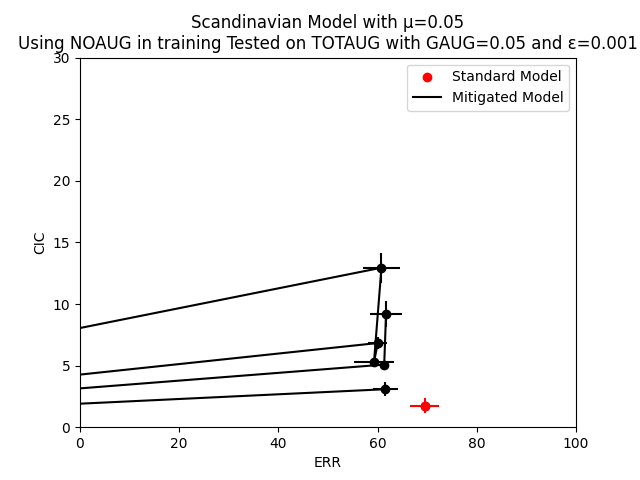 Scandinavian Model with μ=0.05
Using NOAUG in training Tested on TOTAUG with GAUG=0.05 and ε=0.001
30
25
20
15
10
5
0
CIC
Standard Model
Mitigated Model
0 20 40 60 80 100
ERR